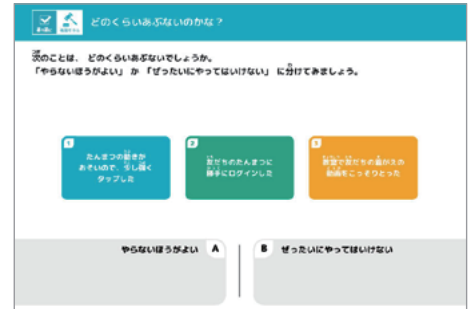 どのくらいあぶないのかな？
次のことは、どのくらいあぶないでしょうか。
「やらないほうがよい」か「ぜったいにやってはいけない」に分けてみましょう。
1
たんまつの動きが
おそいので、少し強く
タップした
2
友だちのたんまつに
勝手にログインした
3
教室で友だちの着がえの
動画をこっそりとった
やらないほうがよい A
B ぜったいにやってはいけない